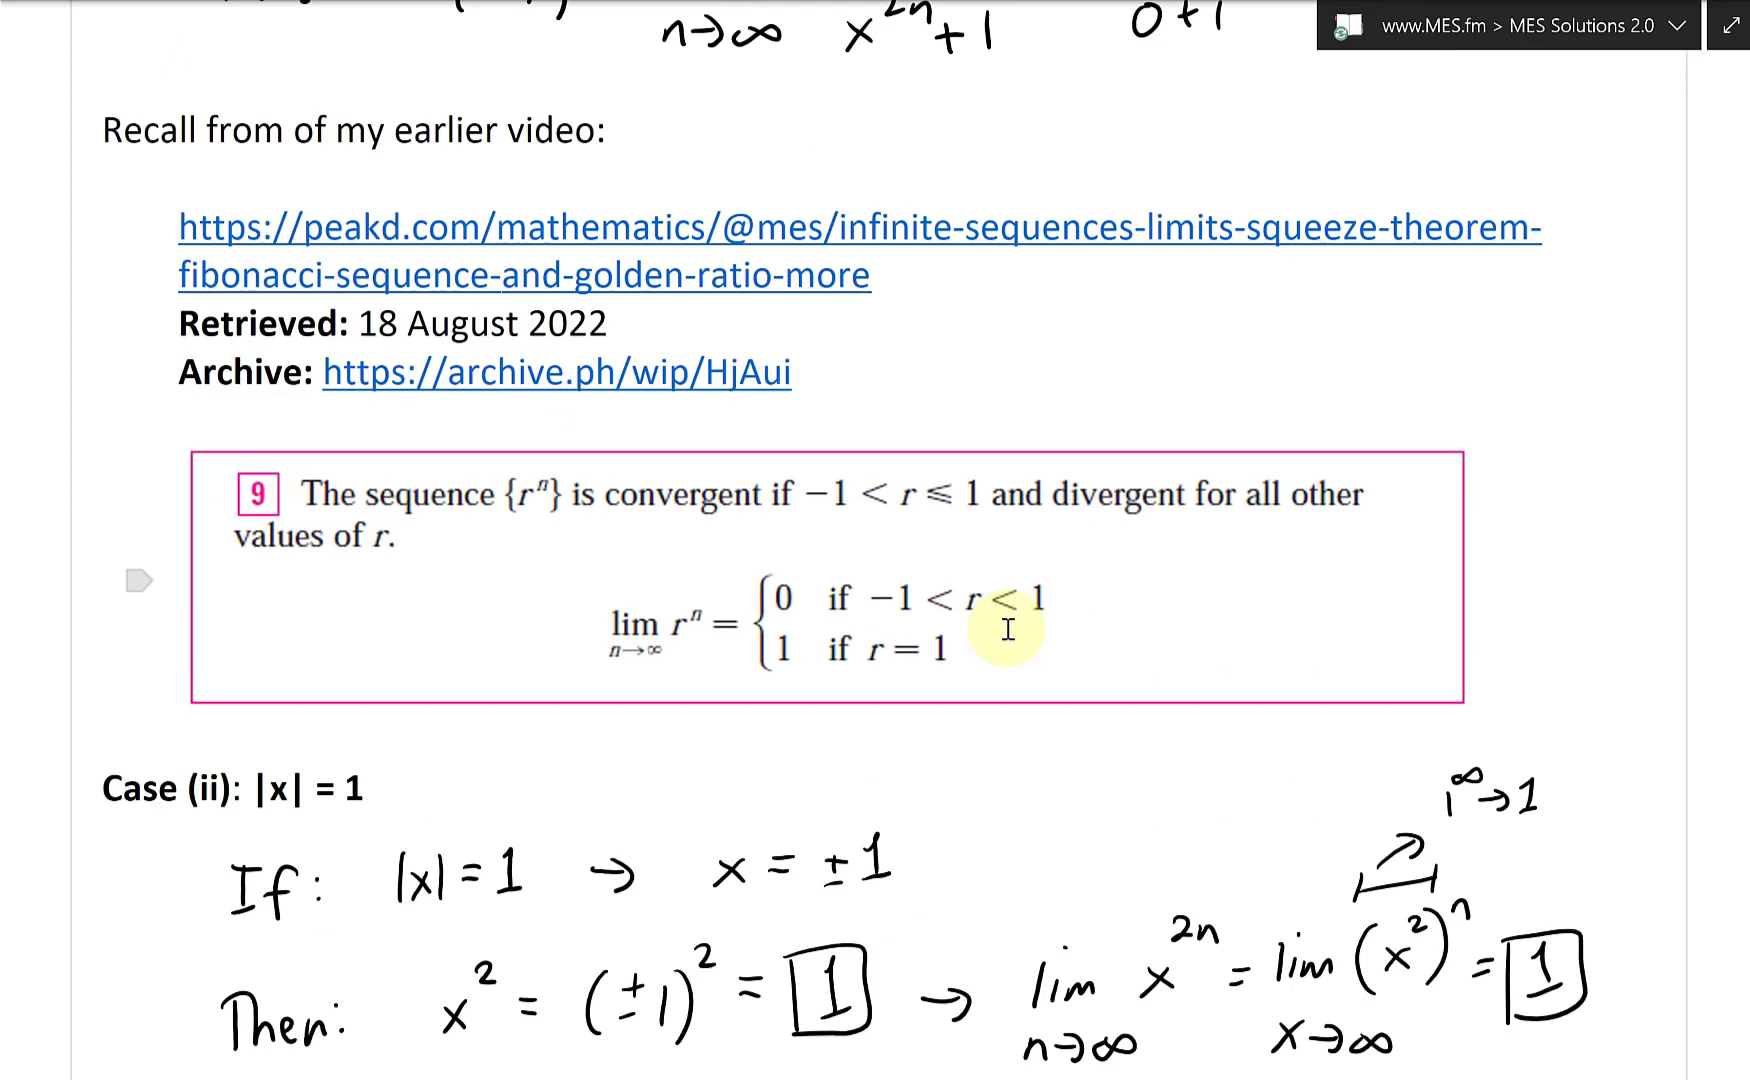 n→∞ x^2n + 1 0 + 1
www.MES.fm > MES Solutions 2.0
Recall from of my earlier video:
https://peakd.com/mathematics/@mes/infinite-sequences-limits-squeeze-theorem-
fibonacci-sequence-and-golden-ratio-more
Retrieved: 18 August 2022
Archive: https://archive.ph/wip/HjAui
9 The sequence {rⁿ} is convergent if −1 < r ⩽ 1 and divergent for all other
values of r.
lim n→∞ rⁿ = { 0 if −1 < r < 1
1 if r = 1
Case (ii): |x| = 1
1^∞ → 1
If: |x| = 1 → x = ±1
Then: x² = (±1)² = 1 → lim n→∞ x^2n = lim x→∞ (x²)ⁿ = 1